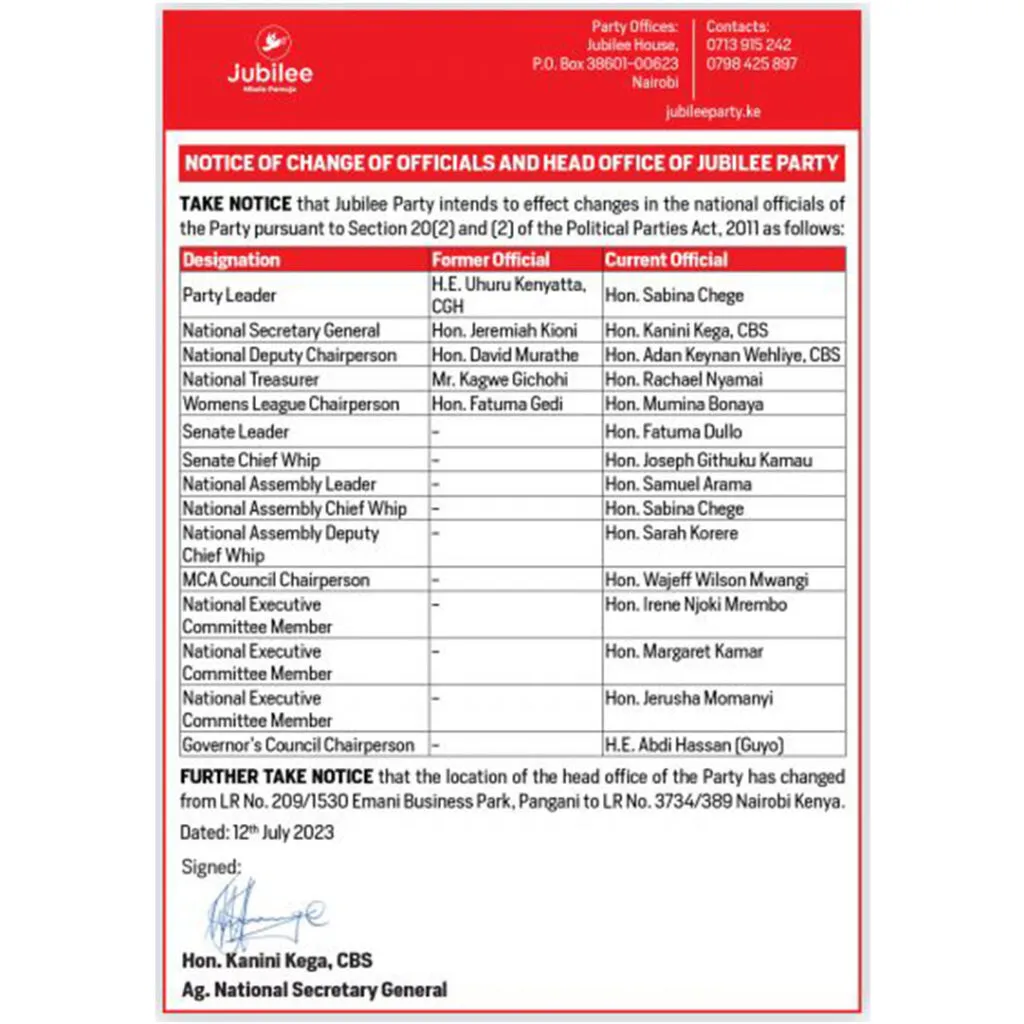 Jubilee
Mbele Pamoja
Party Offices:
Jubilee House,
P.O. Box 38601-00623
Nairobi
Contacts:
0713 915 242
0798 425 897
jubileeparty.ke
NOTICE OF CHANGE OF OFFICIALS AND HEAD OFFICE OF JUBILEE PARTY
TAKE NOTICE that Jubilee Party intends to effect changes in the national officials of
the Party pursuant to Section 20(2) and (2) of the Political Parties Act, 2011 as follows:
Designation Former Official Current Official
Party Leader H.E. Uhuru Kenyatta, CGH Hon. Sabina Chege
National Secretary General Hon. Jeremiah Kioni Hon. Kanini Kega, CBS
National Deputy Chairperson Hon. David Murathe Hon. Adan Keynan Wehliye, CBS
National Treasurer Mr. Kagwe Gichohi Hon. Rachael Nyamai
Womens League Chairperson Hon. Fatuma Gedi Hon. Mumina Bonaya
Senate Leader – Hon. Fatuma Dullo
Senate Chief Whip – Hon. Joseph Githuku Kamau
National Assembly Leader – Hon. Samuel Arama
National Assembly Chief Whip – Hon. Sabina Chege
National Assembly Deputy Chief Whip – Hon. Sarah Korere
MCA Council Chairperson – Hon. Wajeff Wilson Mwangi
National Executive Committee Member – Hon. Irene Njoki Mrembo
National Executive Committee Member – Hon. Margaret Kamar
National Executive Committee Member – Hon. Jerusha Momanyi
Governor's Council Chairperson – H.E. Abdi Hassan (Guyo)
FURTHER TAKE NOTICE that the location of the head office of the Party has changed
from LR No. 209/1530 Emani Business Park, Pangani to LR No. 3734/389 Nairobi Kenya.
Dated: 12th July 2023
Signed:
Hon. Kanini Kega, CBS
Ag. National Secretary General